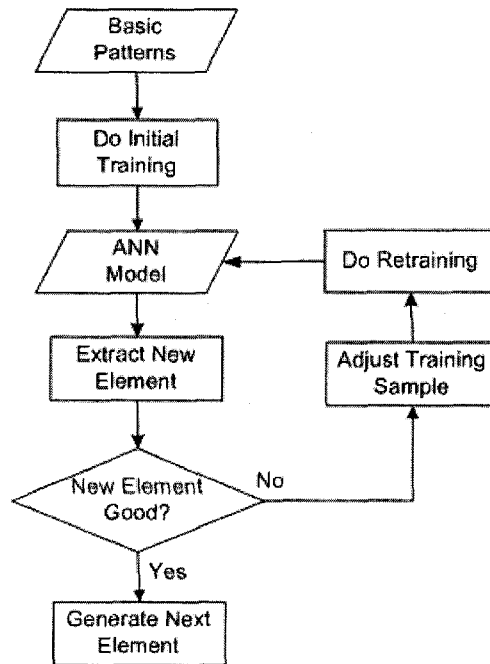 Basic
Patterns
Do Initial
Training
ANN
Model
Do Retraining
Extract New
Element
Adjust Training
Sample
New Element
Good?
No
Yes
Generate Next
Element